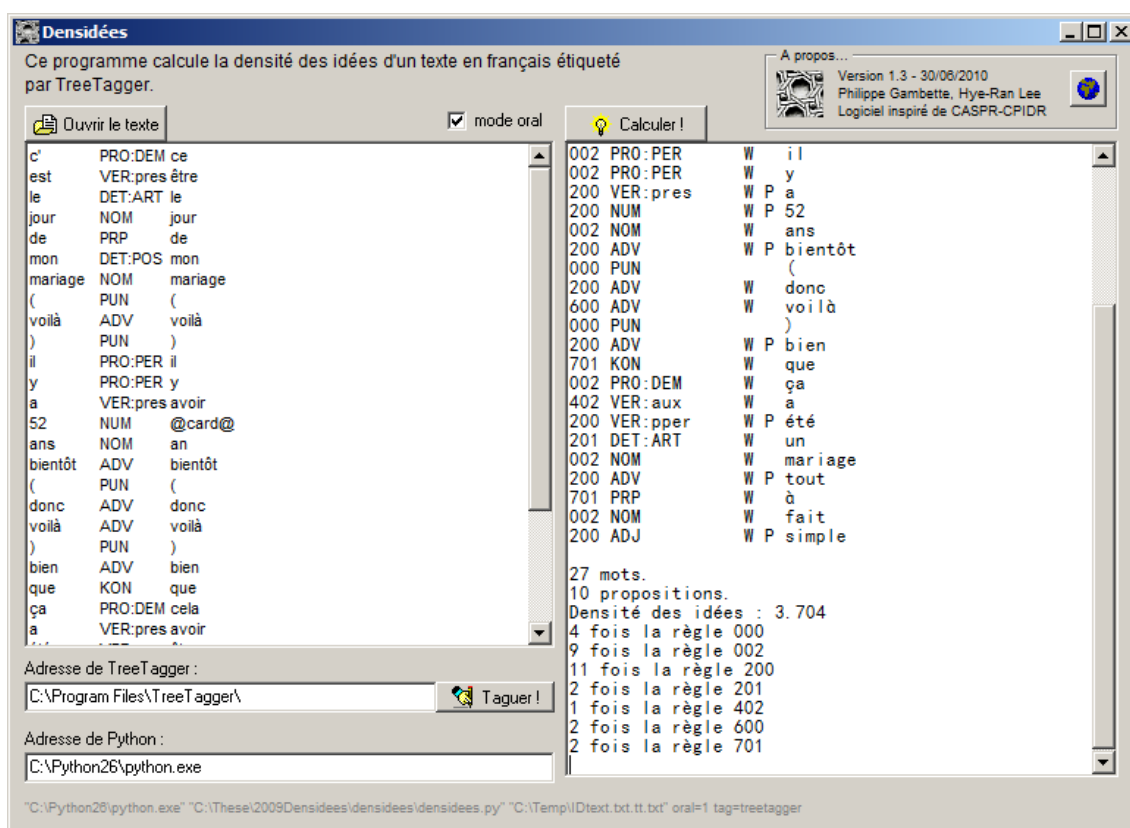 Densidées
Ce programme calcule la densité des idées d'un texte en français étiqueté
par TreeTagger.
A propos...
Version 1.3 - 30/06/2010
Philippe Gambette, Hye-Ran Lee
Logiciel inspiré de CASPR-CPIDR
Ouvrir le texte
mode oral
Calculer !
c' PRO:DEM ce
est VER:pres être
le DET:ART le
jour NOM jour
de PRP de
mon DET:POS mon
mariage NOM mariage
( PUN (
voilà ADV voilà
) PUN )
il PRO:PER il
y PRO:PER y
a VER:pres avoir
52 NUM @card@
ans NOM an
bientôt ADV bientôt
( PUN (
donc ADV donc
voilà ADV voilà
) PUN )
bien ADV bien
que KON que
ça PRO:DEM cela
a VER:pres avoir
002 PRO:PER W il
002 PRO:PER W y
200 VER:pres W P a
200 NUM W P 52
002 NOM W ans
200 ADV W P bientôt
000 PUN (
200 ADV W donc
600 ADV W voilà
000 PUN )
200 ADV W P bien
701 KON W que
002 PRO:DEM W ça
402 VER:aux W a
200 VER:pper W P été
201 DET:ART W un
002 NOM W mariage
200 ADV W P tout
701 PRP W à
002 NOM W fait
200 ADJ W P simple
27 mots.
10 propositions.
Densité des idées : 3.704
4 fois la règle 000
9 fois la règle 002
11 fois la règle 200
2 fois la règle 201
1 fois la règle 402
2 fois la règle 600
2 fois la règle 701
Adresse de TreeTagger :
C:\Program Files\TreeTagger\
Taguer !
Adresse de Python :
C:\Python26\python.exe
"C:\Python26\python.exe" "C:\These\2009Densidees\densidees\densidees.py" "C:\Temp\IDtext.txt.tt.txt" oral=1 tag=treetagger